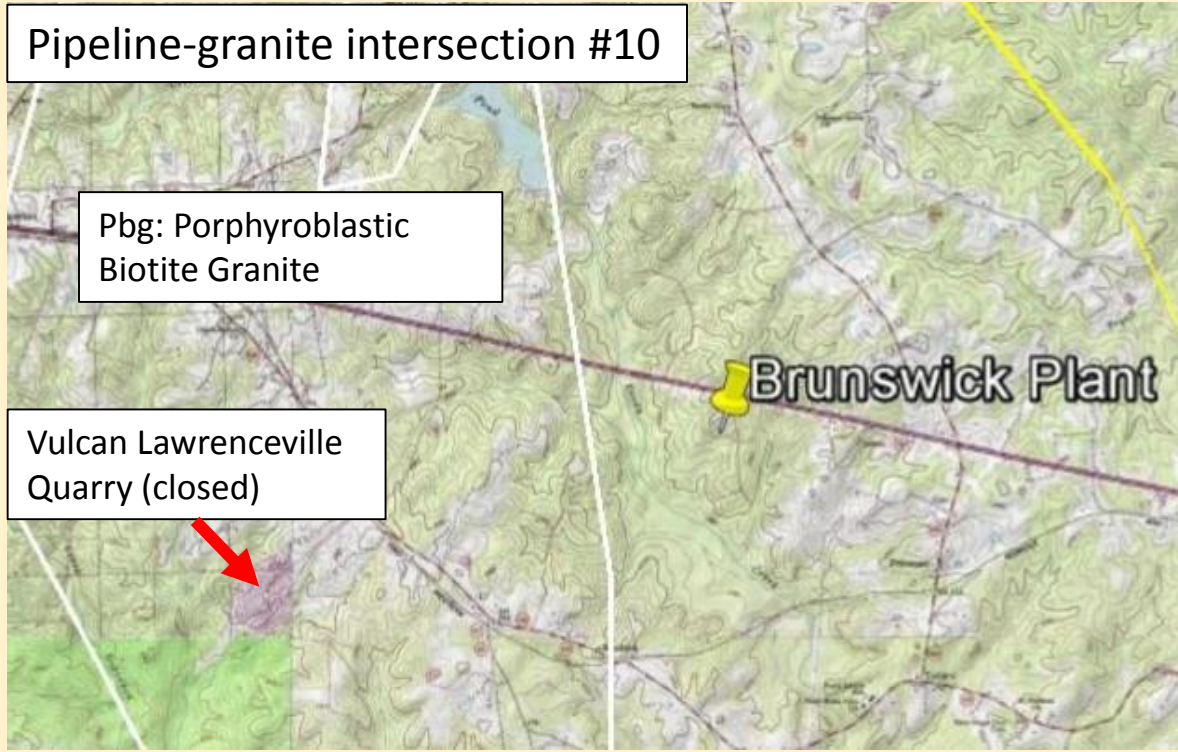 Pipeline-granite intersection #10
Pond
Pbg: Porphyroblastic
Biotite Granite
Brunswick Plant
Vulcan Lawrenceville
Quarry (closed)